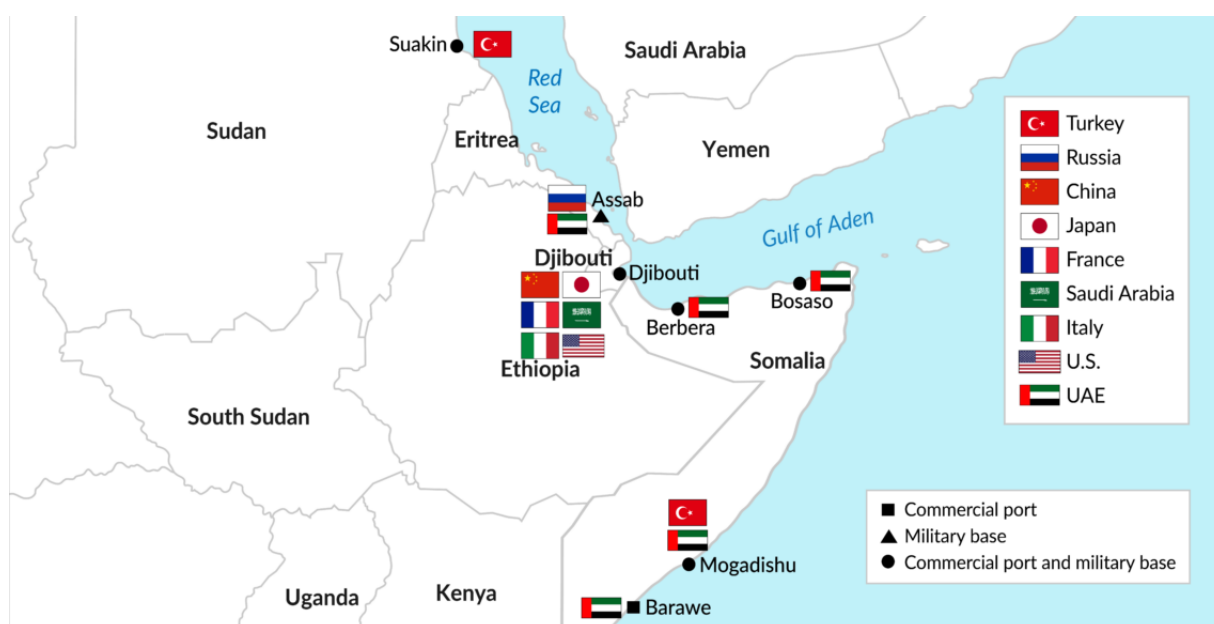 Suakin
Saudi Arabia
Red
Sea
Sudan
Eritrea
Yemen
Assab
Gulf of Aden
Djibouti
Djibouti
Bosaso
Berbera
Somalia
Ethiopia
South Sudan
Mogadishu
Uganda
Kenya
Barawe
Turkey
Russia
China
Japan
France
Saudi Arabia
Italy
U.S.
UAE
Commercial port
Military base
Commercial port and military base